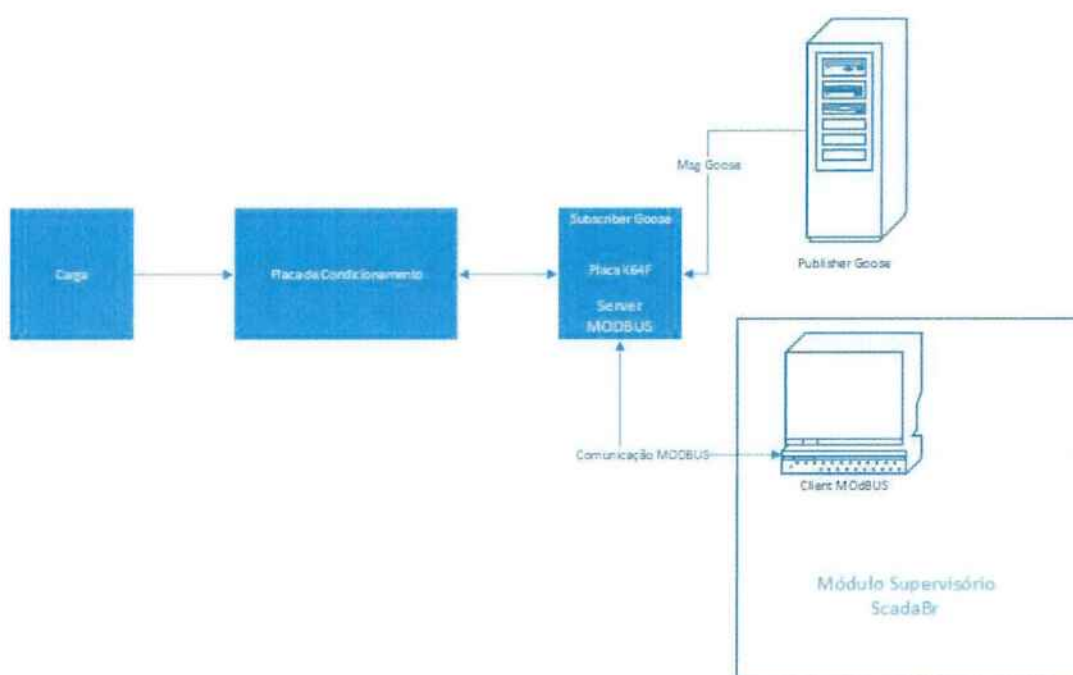 Msg Goose
Publisher Goose
Carga
Placa de Condicionamento
Subscriber Goose
Placa K64F
Server
MODBUS
Comunicação MODBUS
Client MOdBUS
Módulo Supervisório
ScadaBr